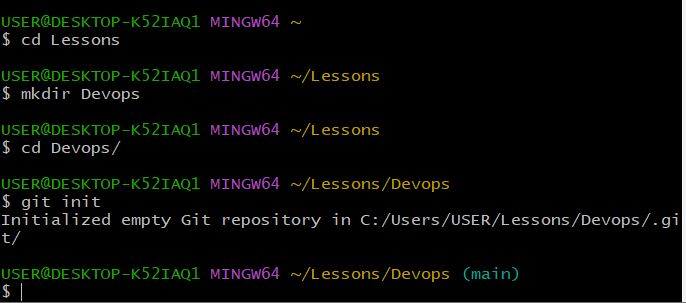 USER@DESKTOP-K52IAQ1 MINGW64 ~
$ cd Lessons
USER@DESKTOP-K52IAQ1 MINGW64 ~/Lessons
$ mkdir Devops
USER@DESKTOP-K52IAQ1 MINGW64 ~/Lessons
$ cd Devops/
USER@DESKTOP-K52IAQ1 MINGW64 ~/Lessons/Devops
$ git init
Initialized empty Git repository in C:/Users/USER/Lessons/Devops/.gi
t/
USER@DESKTOP-K52IAQ1 MINGW64 ~/Lessons/Devops (main)
$